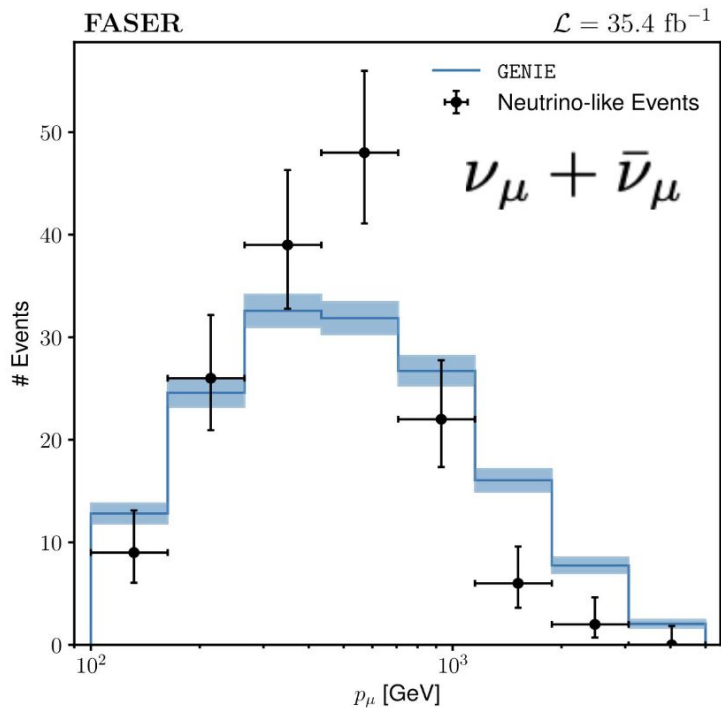 FASER 𝓛 = 35.4 fb⁻¹
GENIE
Neutrino-like Events
ν_μ + ν̄_μ
50
40
30
20
10
0
# Events
10² 10³
p_μ [GeV]